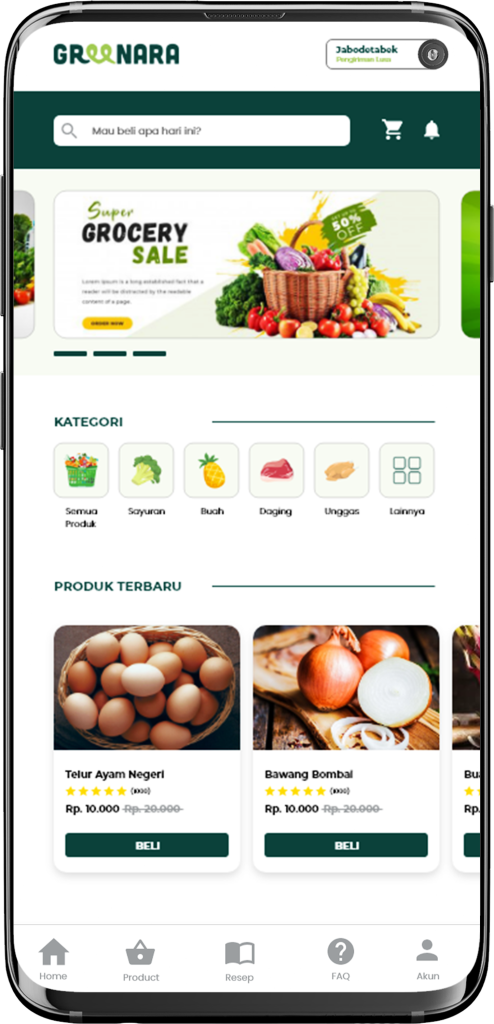 GREENARA
Jabodetabek
Pengiriman Luas
Mau beli apa hari ini?
Super
GROCERY
SALE
50%
OFF
Lorem Ipsum is a long established fact that a
reader will be distracted by the readable
content of a page.
ORDER NOW
KATEGORI
Semua Produk
Sayuran
Buah
Daging
Unggas
Lainnya
PRODUK TERBARU
Telur Ayam Negeri
(1000)
Rp. 10.000 Rp. 20.000
BELI
Bawang Bombai
(1000)
Rp. 10.000 Rp. 20.000
BELI
Bua
Rp.
Home
Product
Resep
FAQ
Akun